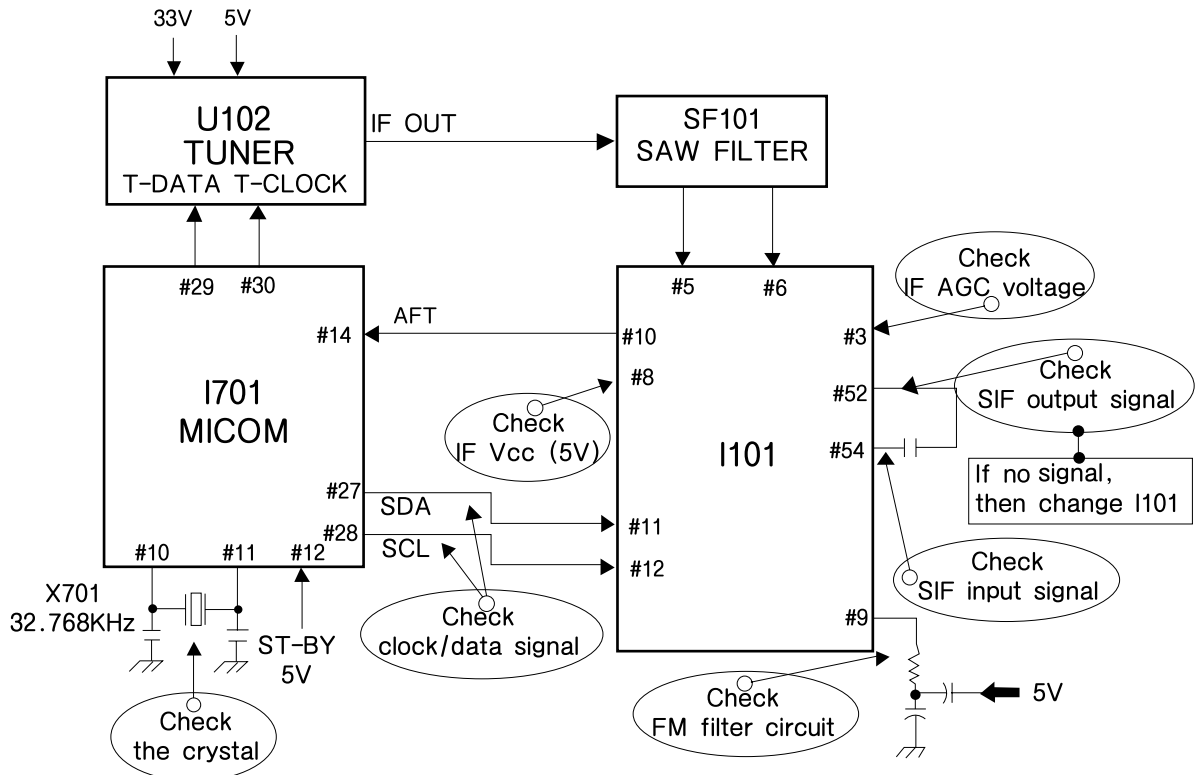 33V
5V
U102
TUNER
T-DATA T-CLOCK
IF OUT
SF101
SAW FILTER
#29
#30
#14
AFT
I701
MICOM
#27
SDA
#28
SCL
#10
#11
#12
X701
32.768KHz
ST-BY
5V
Check
the crystal
Check
clock/data signal
Check
IF Vcc (5V)
#5
#6
#10
#8
I101
#11
#12
#3
#52
#54
#9
Check
IF AGC voltage
Check
SIF output signal
If no signal,
then change I101
Check
SIF input signal
Check
FM filter circuit
5V